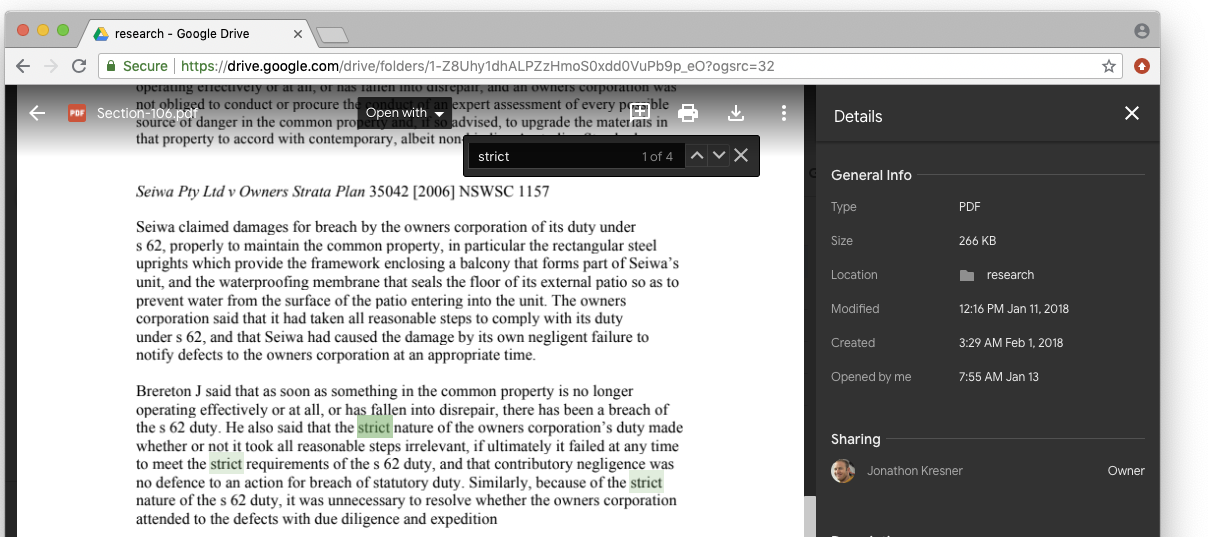 research - Google Drive
Secure https://drive.google.com/drive/folders/1-Z8Uhy1dhALPZzHmoS0xdd0VuPb9p_eO?ogsrc=32
operating effectively or at all, or has fallen into disrepair, and an owners corporation was
not obliged to conduct or procure the conduct of an expert assessment of every possible
PDF Section-106.pdf
Open with
source of danger in the common property and, if so advised, to upgrade the materials in
that property to accord with contemporary, albeit
strict 1 of 4
Seiwa Pty Ltd v Owners Strata Plan 35042 [2006] NSWSC 1157
Seiwa claimed damages for breach by the owners corporation of its duty under
s 62, properly to maintain the common property, in particular the rectangular steel
uprights which provide the framework enclosing a balcony that forms part of Seiwa's
unit, and the waterproofing membrane that seals the floor of its external patio so as to
prevent water from the surface of the patio entering into the unit. The owners
corporation said that it had taken all reasonable steps to comply with its duty
under s 62, and that Seiwa had caused the damage by its own negligent failure to
notify defects to the owners corporation at an appropriate time.
Brereton J said that as soon as something in the common property is no longer
operating effectively or at all, or has fallen into disrepair, there has been a breach of
the s 62 duty. He also said that the strict nature of the owners corporation's duty made
whether or not it took all reasonable steps irrelevant, if ultimately it failed at any time
to meet the strict requirements of the s 62 duty, and that contributory negligence was
no defence to an action for breach of statutory duty. Similarly, because of the strict
nature of the s 62 duty, it was unnecessary to resolve whether the owners corporation
attended to the defects with due diligence and expedition
Details
General Info
Type PDF
Size 266 KB
Location research
Modified 12:16 PM Jan 11, 2018
Created 3:29 AM Feb 1, 2018
Opened by me 7:55 AM Jan 13
Sharing
Jonathon Kresner Owner